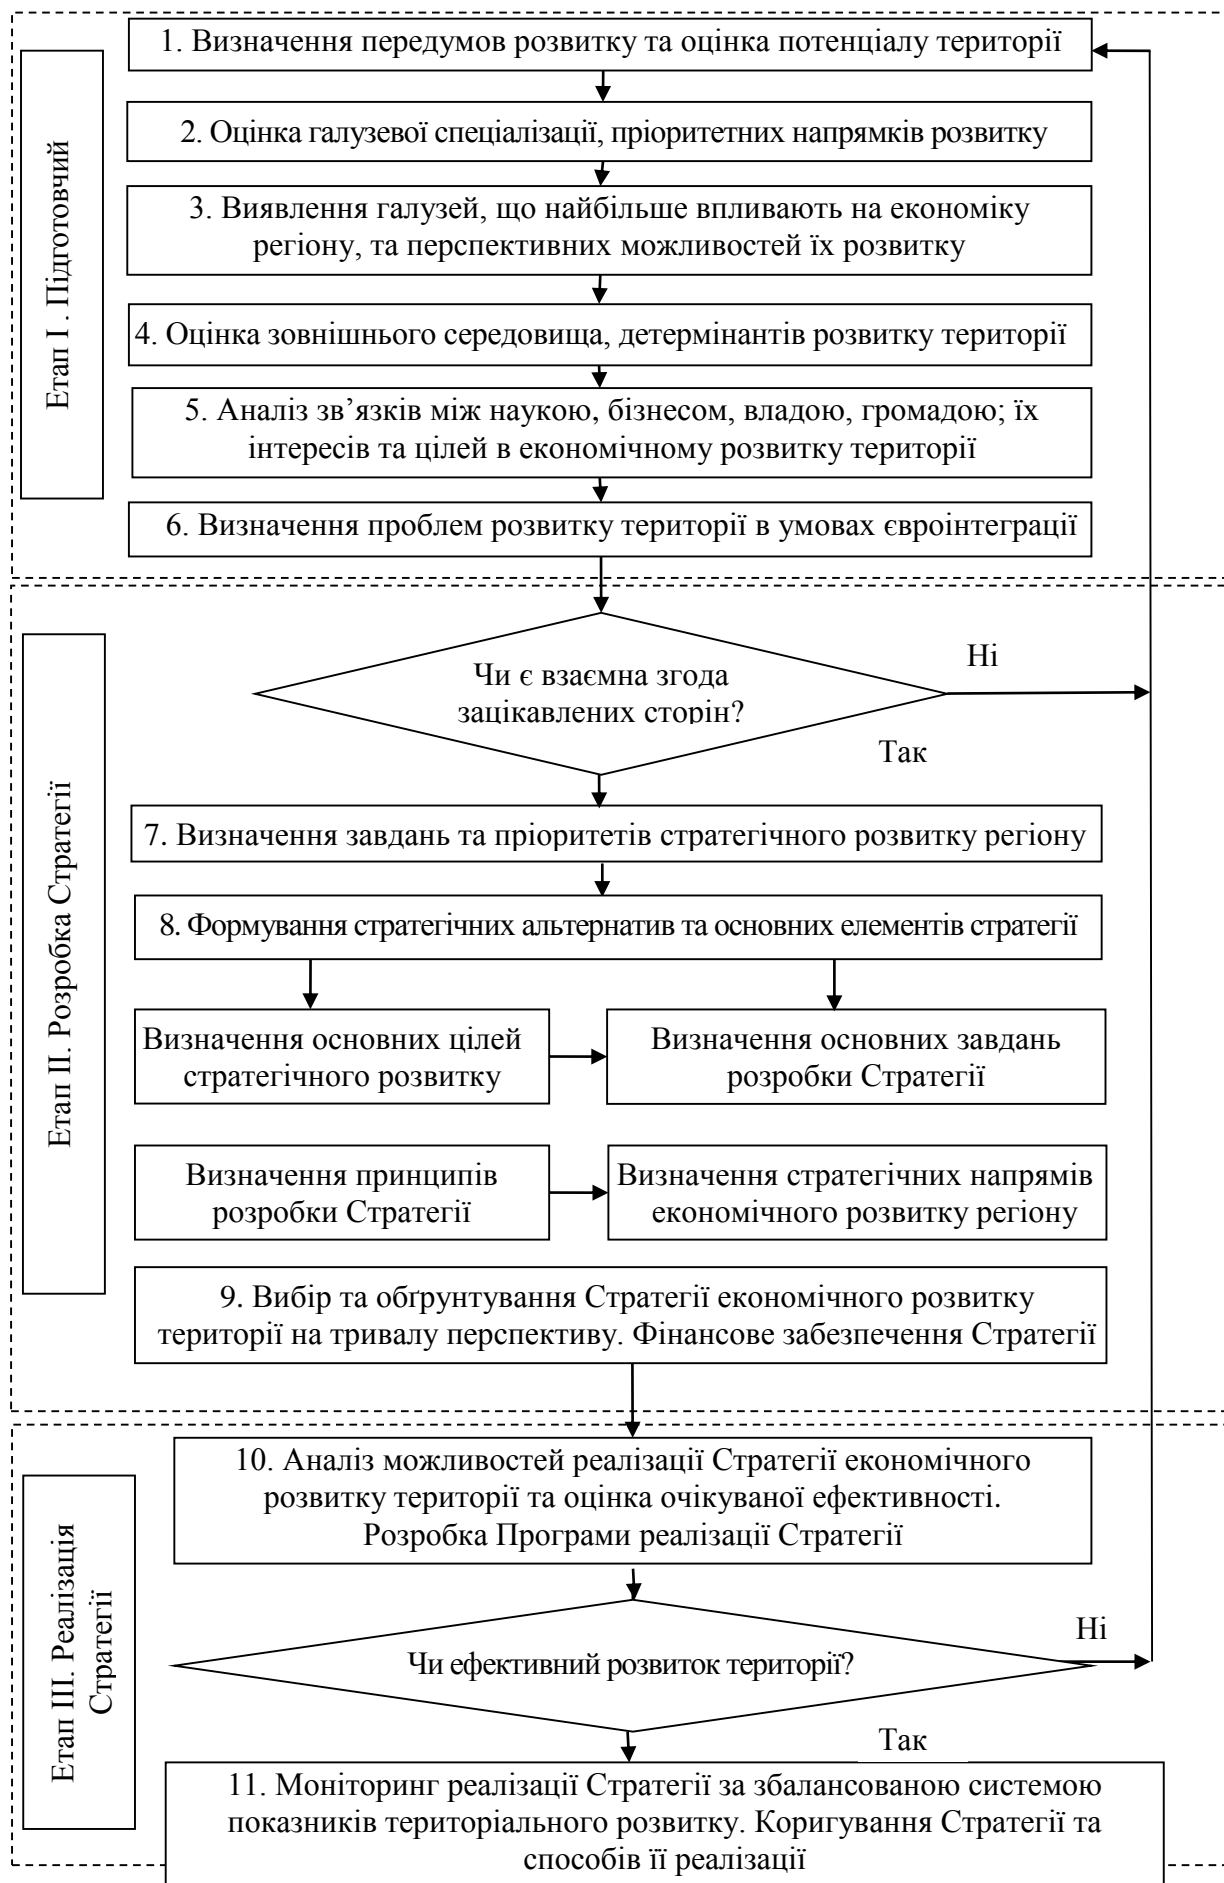 Етап І . Підготовчий
1. Визначення передумов розвитку та оцінка потенціалу території
2. Оцінка галузевої спеціалізації, пріоритетних напрямків розвитку
3. Виявлення галузей, що найбільше впливають на економіку
регіону, та перспективних можливостей їх розвитку
4. Оцінка зовнішнього середовища, детермінантів розвитку території
5. Аналіз зв’язків між наукою, бізнесом, владою, громадою; їх
інтересів та цілей в економічному розвитку території
6. Визначення проблем розвитку території в умовах євроінтеграції
Етап ІІ. Розробка Стратегії
Чи є взаємна згода
зацікавлених сторін?
Ні
Так
7. Визначення завдань та пріоритетів стратегічного розвитку регіону
8. Формування стратегічних альтернатив та основних елементів стратегії
Визначення основних цілей
стратегічного розвитку
Визначення основних завдань
розробки Стратегії
Визначення принципів
розробки Стратегії
Визначення стратегічних напрямів
економічного розвитку регіону
9. Вибір та обґрунтування Стратегії економічного розвитку
території на тривалу перспективу. Фінансове забезпечення Стратегії
Етап ІІІ. Реалізація
Стратегії
10. Аналіз можливостей реалізації Стратегії економічного
розвитку території та оцінка очікуваної ефективності.
Розробка Програми реалізації Стратегії
Чи ефективний розвиток території?
Ні
Так
11. Моніторинг реалізації Стратегії за збалансованою системою
показників територіального розвитку. Коригування Стратегії та
способів її реалізації